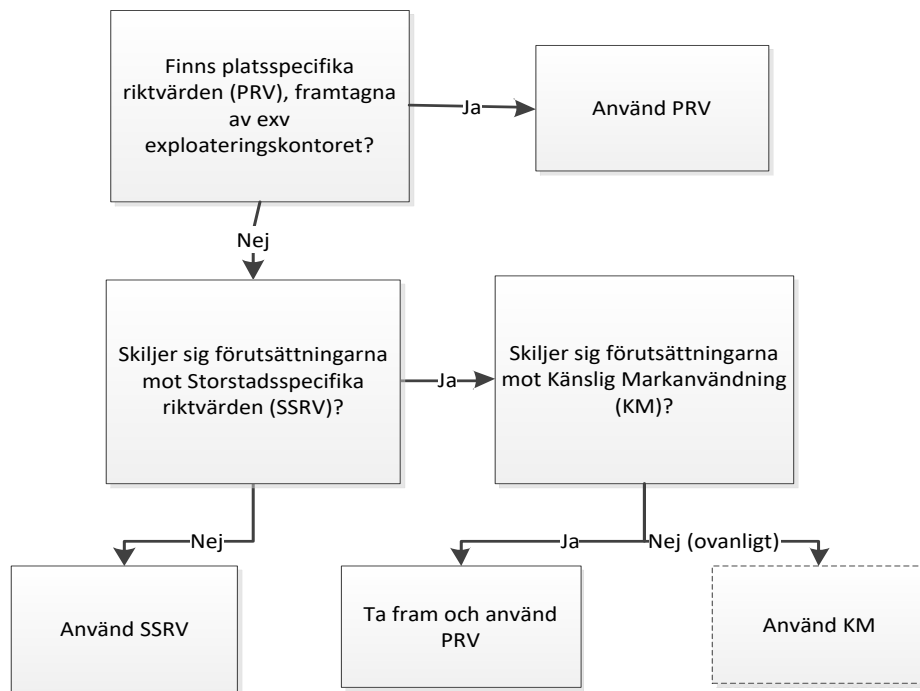 Finns platsspecifika
riktvärden (PRV), framtagna
av exv
exploateringskontoret?
Ja
Använd PRV
Nej
Skiljer sig förutsättningarna
mot Storstadsspecifika
riktvärden (SSRV)?
Ja
Skiljer sig förutsättningarna
mot Känslig Markanvändning
(KM)?
Nej
Ja
Nej (ovanligt)
Använd SSRV
Ta fram och använd
PRV
Använd KM